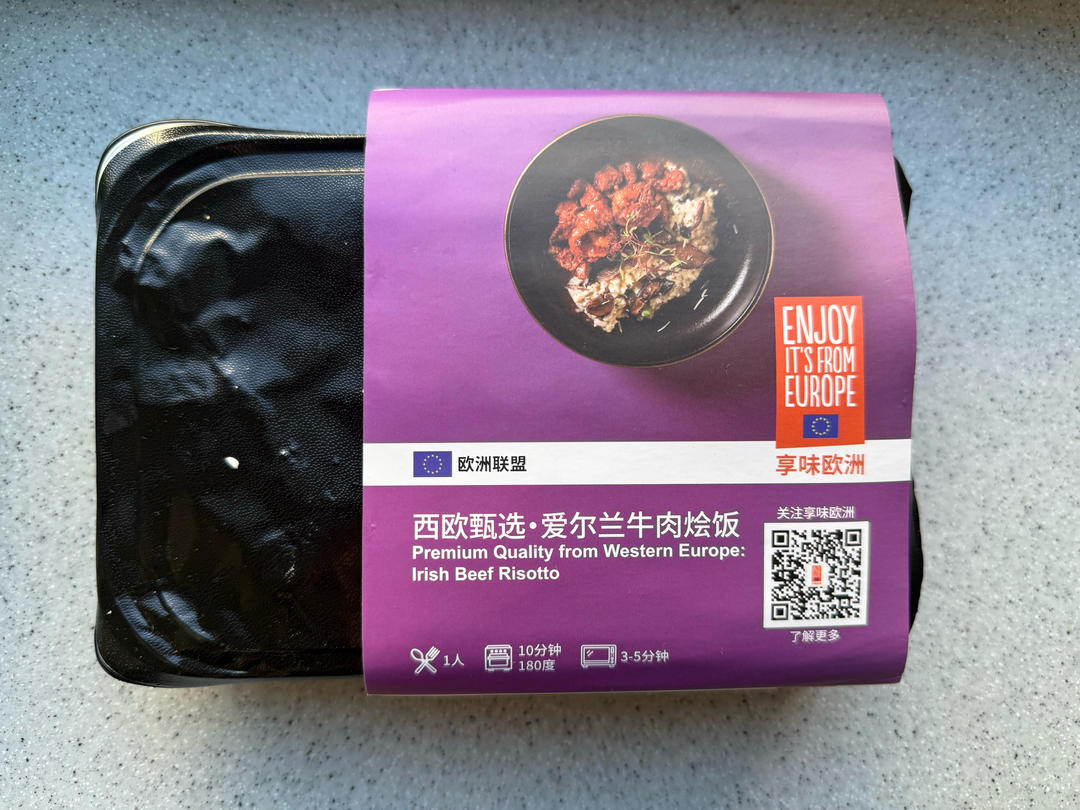 ENJOY
IT'S FROM
EUROPE
欧洲联盟
享味欧洲
西欧甄选·爱尔兰牛肉烩饭
Premium Quality from Western Europe:
Irish Beef Risotto
关注享味欧洲
了解更多
1人
10分钟
180度
3-5分钟